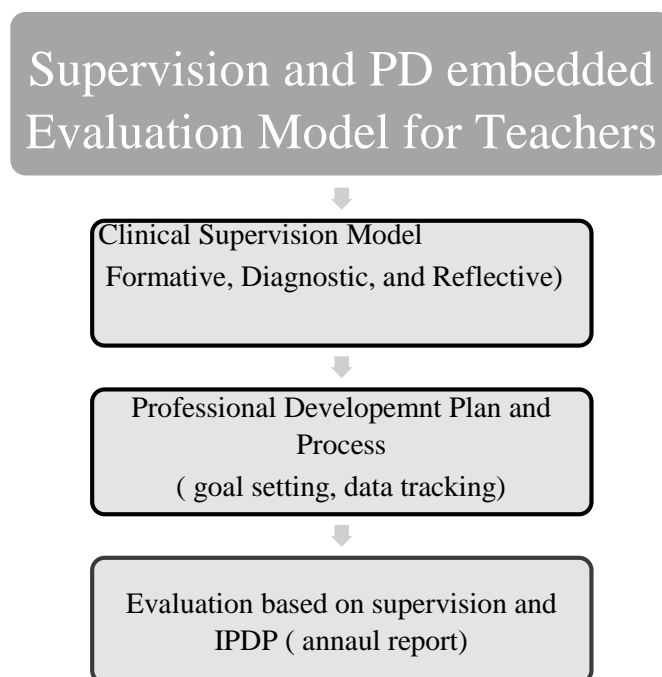 Supervision and PD embedded
Evaluation Model for Teachers
Clinical Supervision Model
Formative, Diagnostic, and Reflective)
Professional Developemnt Plan and
Process
( goal setting, data tracking)
Evaluation based on supervision and
IPDP ( annaul report)